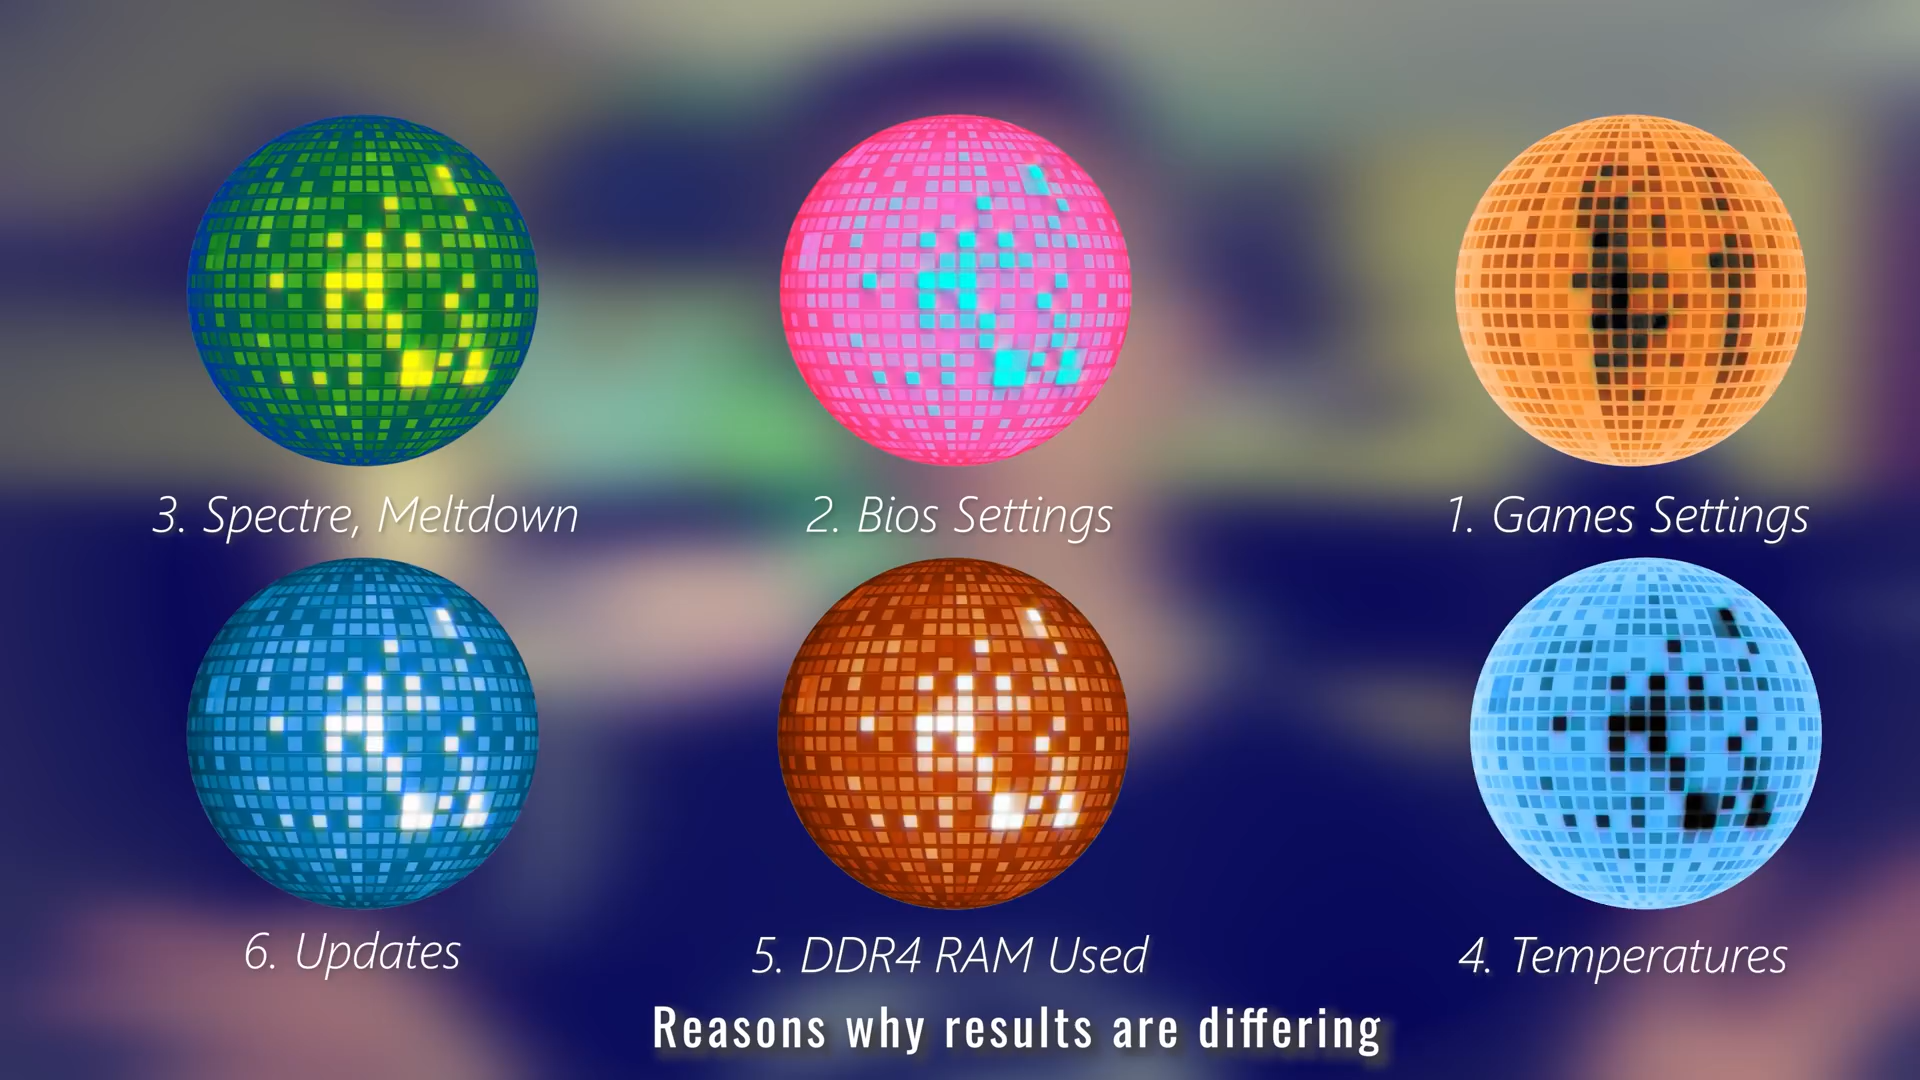 3. Spectre, Meltdown
2. Bios Settings
1. Games Settings
6. Updates
5. DDR4 RAM Used
4. Temperatures
Reasons why results are differing